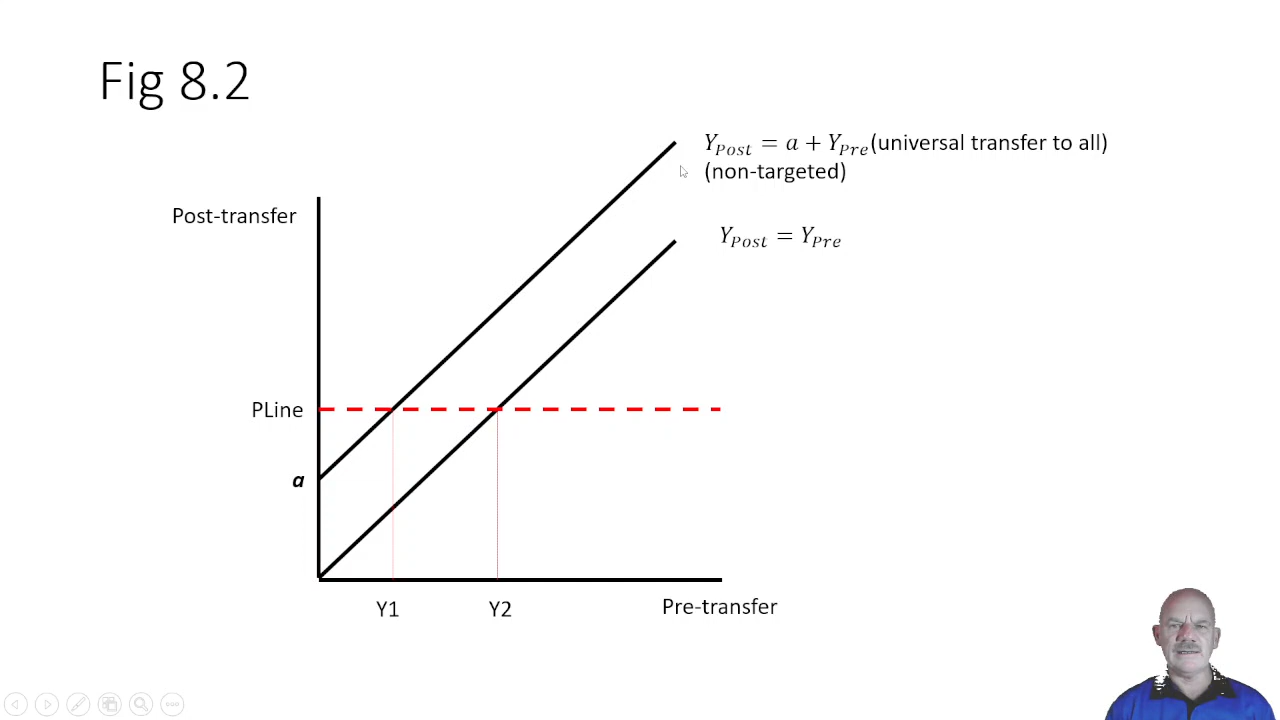 Fig 8.2
Y_Post = a + Y_Pre(universal transfer to all)
(non-targeted)
Post-transfer
Y_Post = Y_Pre
PLine
a
Y1
Y2
Pre-transfer